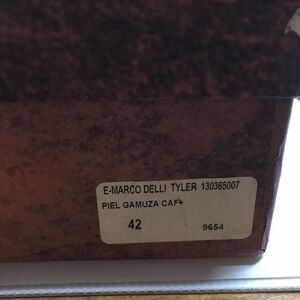 E-MARCO DELLI TYLER 130365007
PIEL GAMUZA CAF
42 9654